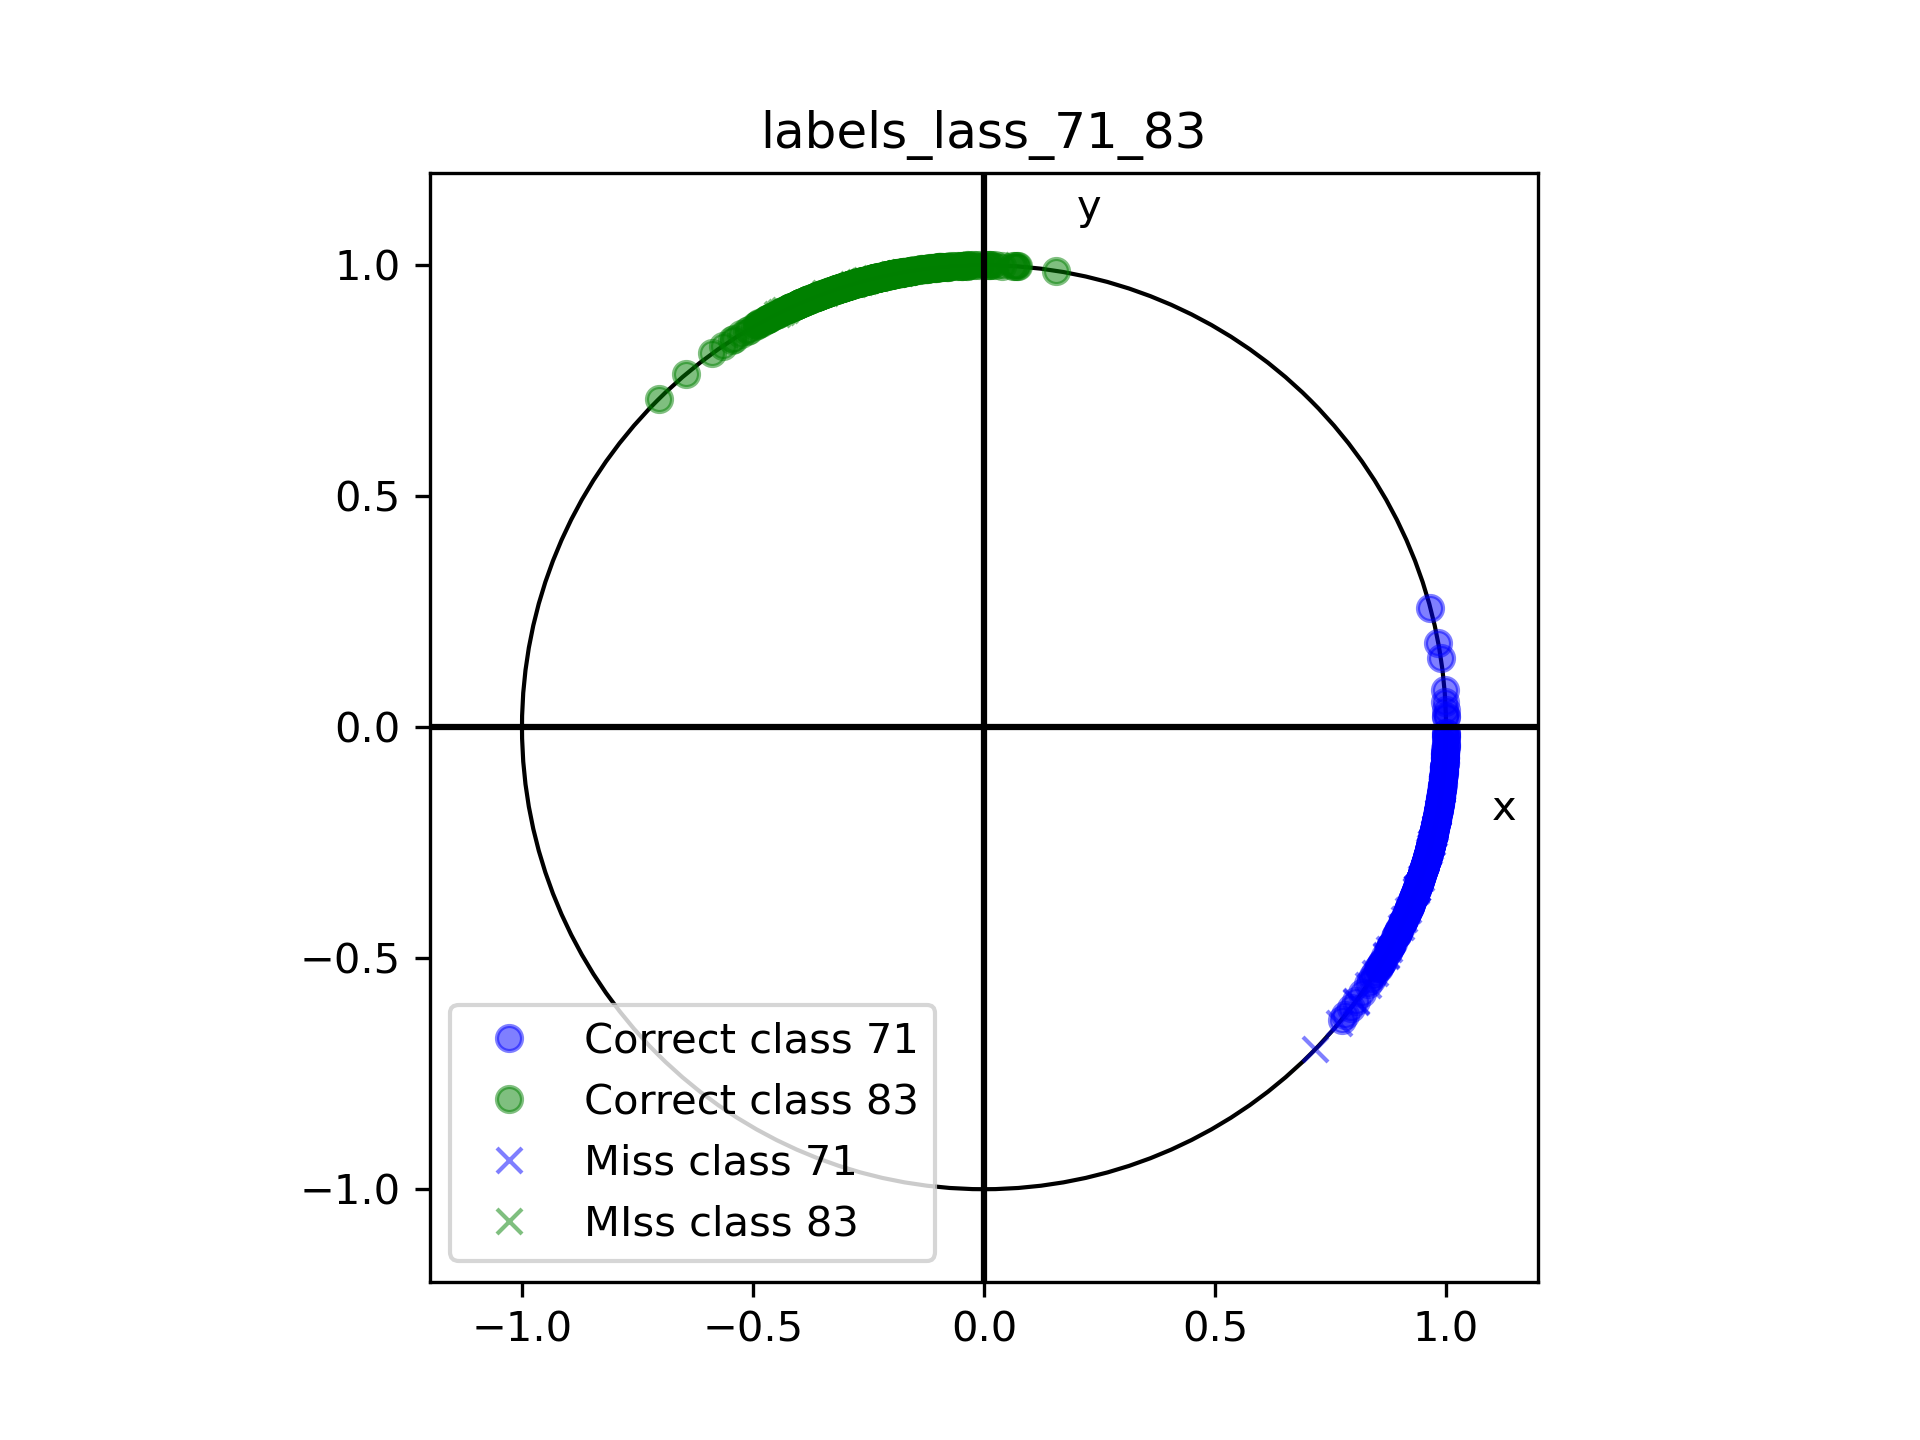 labels_lass_71_83
y
1.0
0.5
0.0
−0.5
−1.0
x
Correct class 71
Correct class 83
Miss class 71
MIss class 83
−1.0 −0.5 0.0 0.5 1.0